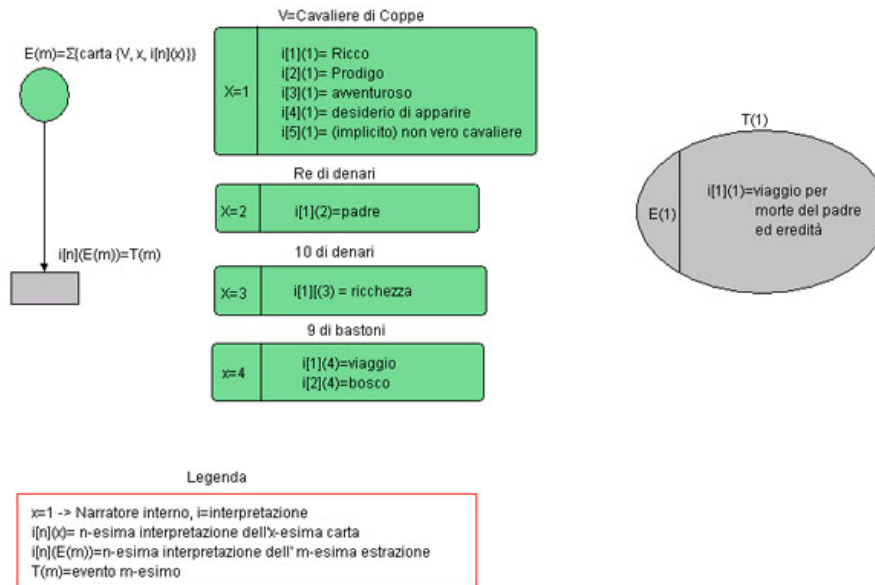 V=Cavaliere di Coppe
E(m)=Σ{carta {V, x, i[n](x)}}
X=1
i[1](1)= Ricco
i[2](1)= Prodigo
i[3](1)= avventuroso
i[4](1)= desiderio di apparire
i[5](1)= (implicito) non vero cavaliere
Re di denari
X=2
i[1](2)=padre
10 di denari
X=3
i[1][(3) = ricchezza
9 di bastoni
x=4
i[1](4)=viaggio
i[2](4)=bosco
i[n](E(m))=T(m)
T(1)
E(1)
i[1](1)=viaggio per
morte del padre
ed eredità
Legenda
x=1 -> Narratore interno, i=interpretazione
i[n](x)= n-esima interpretazione dell'x-esima carta
i[n](E(m))=n-esima interpretazione dell' m-esima estrazione
T(m)=evento m-esimo